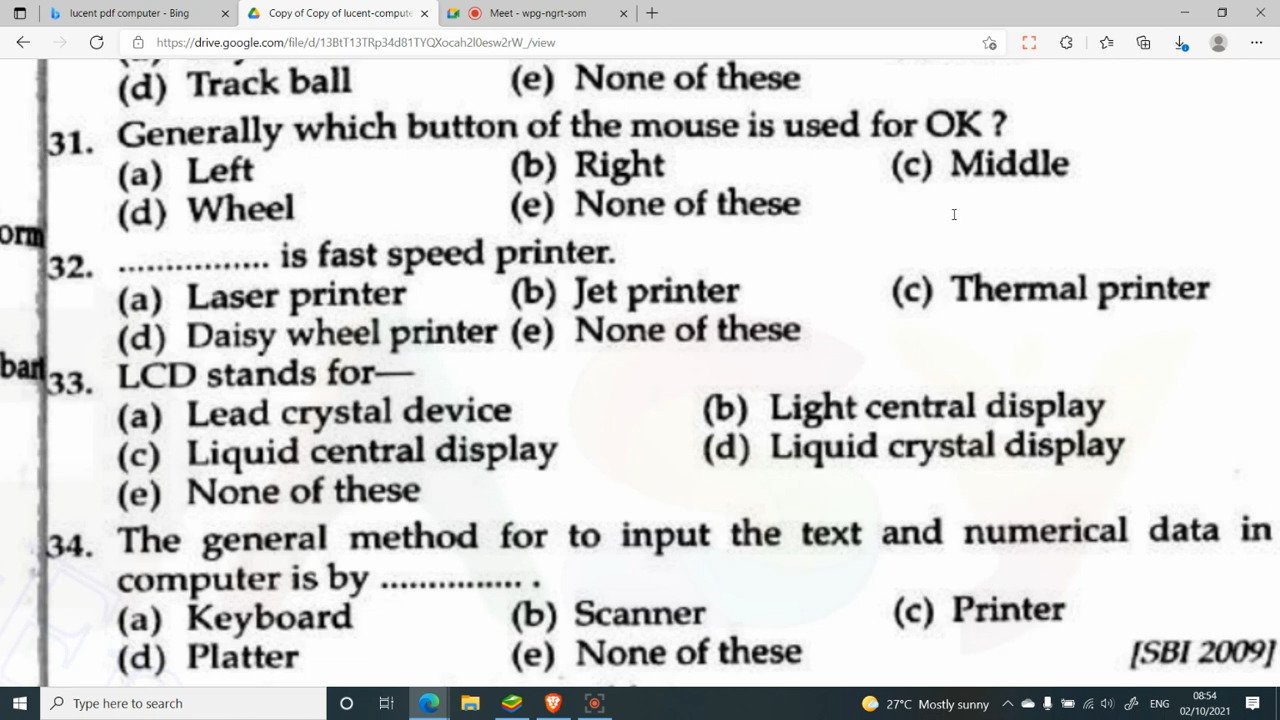 lucent pdf computer - Bing
Copy of Copy of lucent-compute
Meet - wpg-ngrt-som
https://drive.google.com/file/d/13BtT13TRp34d81TYQXocah2l0esw2rW_/view
(d) Track ball (e) None of these
31. Generally which button of the mouse is used for OK ?
(a) Left (b) Right (c) Middle
(d) Wheel (e) None of these
orm
32. ................ is fast speed printer.
(a) Laser printer (b) Jet printer (c) Thermal printer
(d) Daisy wheel printer (e) None of these
bar
33. LCD stands for—
(a) Lead crystal device (b) Light central display
(c) Liquid central display (d) Liquid crystal display
(e) None of these
34. The general method for to input the text and numerical data in
computer is by ............... .
(a) Keyboard (b) Scanner (c) Printer
(d) Platter (e) None of these [SBI 2009]
Type here to search
27°C Mostly sunny
ENG
08:54
02/10/2021